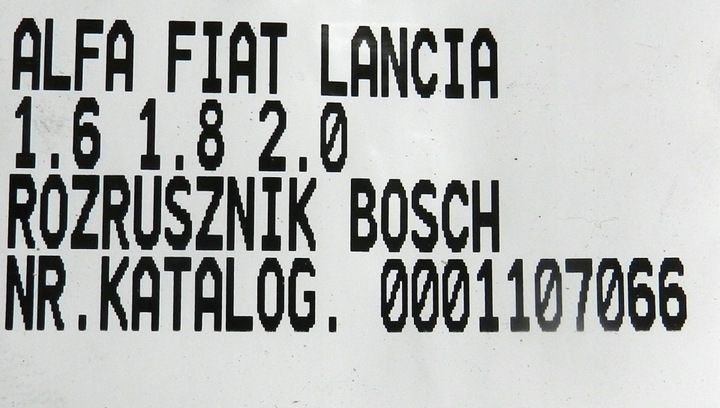 ALFA FIAT LANCIA
1.6 1.8 2.0
ROZRUSZNIK BOSCH
NR.KATALOG. 0001107066